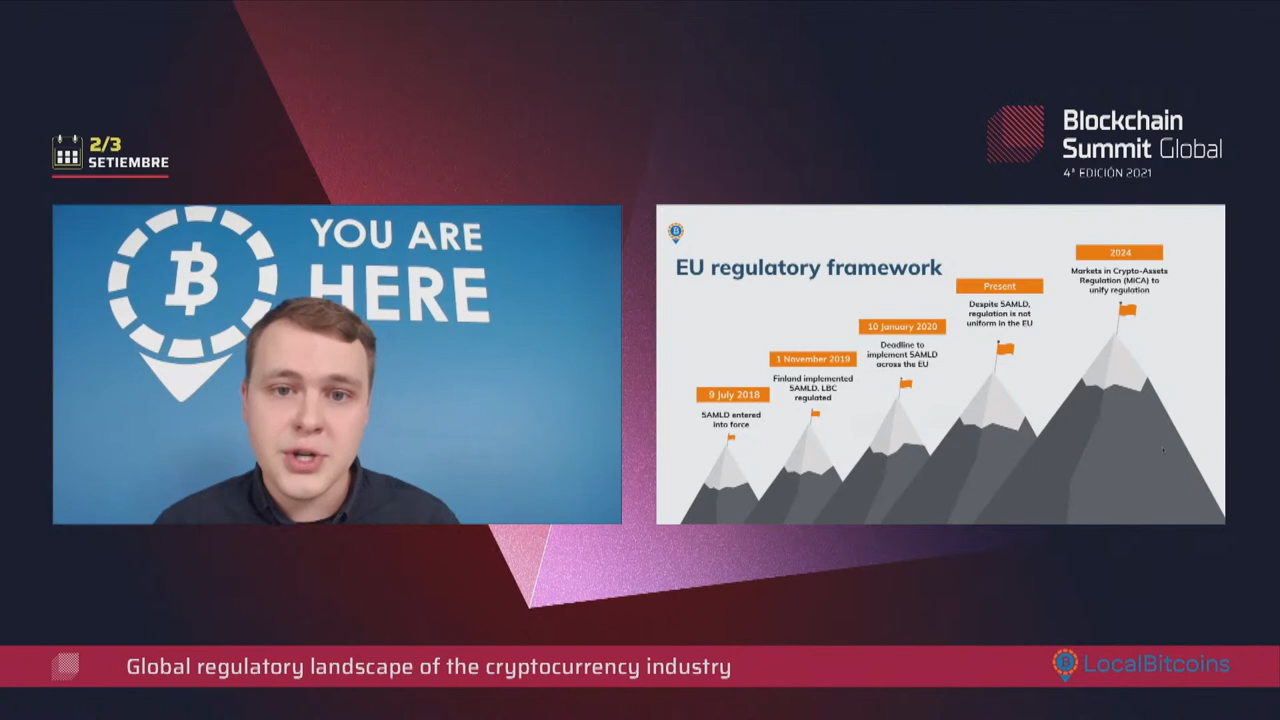 2/3
SETIEMBRE
Blockchain
Summit Global
4ª EDICIÓN 2021
YOU ARE
HERE
EU regulatory framework
9 July 2018
5AMLD entered
into force
1 November 2019
Finland implemented
5AMLD. LBC
regulated
10 January 2020
Deadline to
implement 5AMLD
across the EU
Present
Despite 5AMLD,
regulation is not
uniform in the EU
2024
Markets in Crypto-Assets
Regulation (MiCA) to
unify regulation
Global regulatory landscape of the cryptocurrency industry
LocalBitcoins